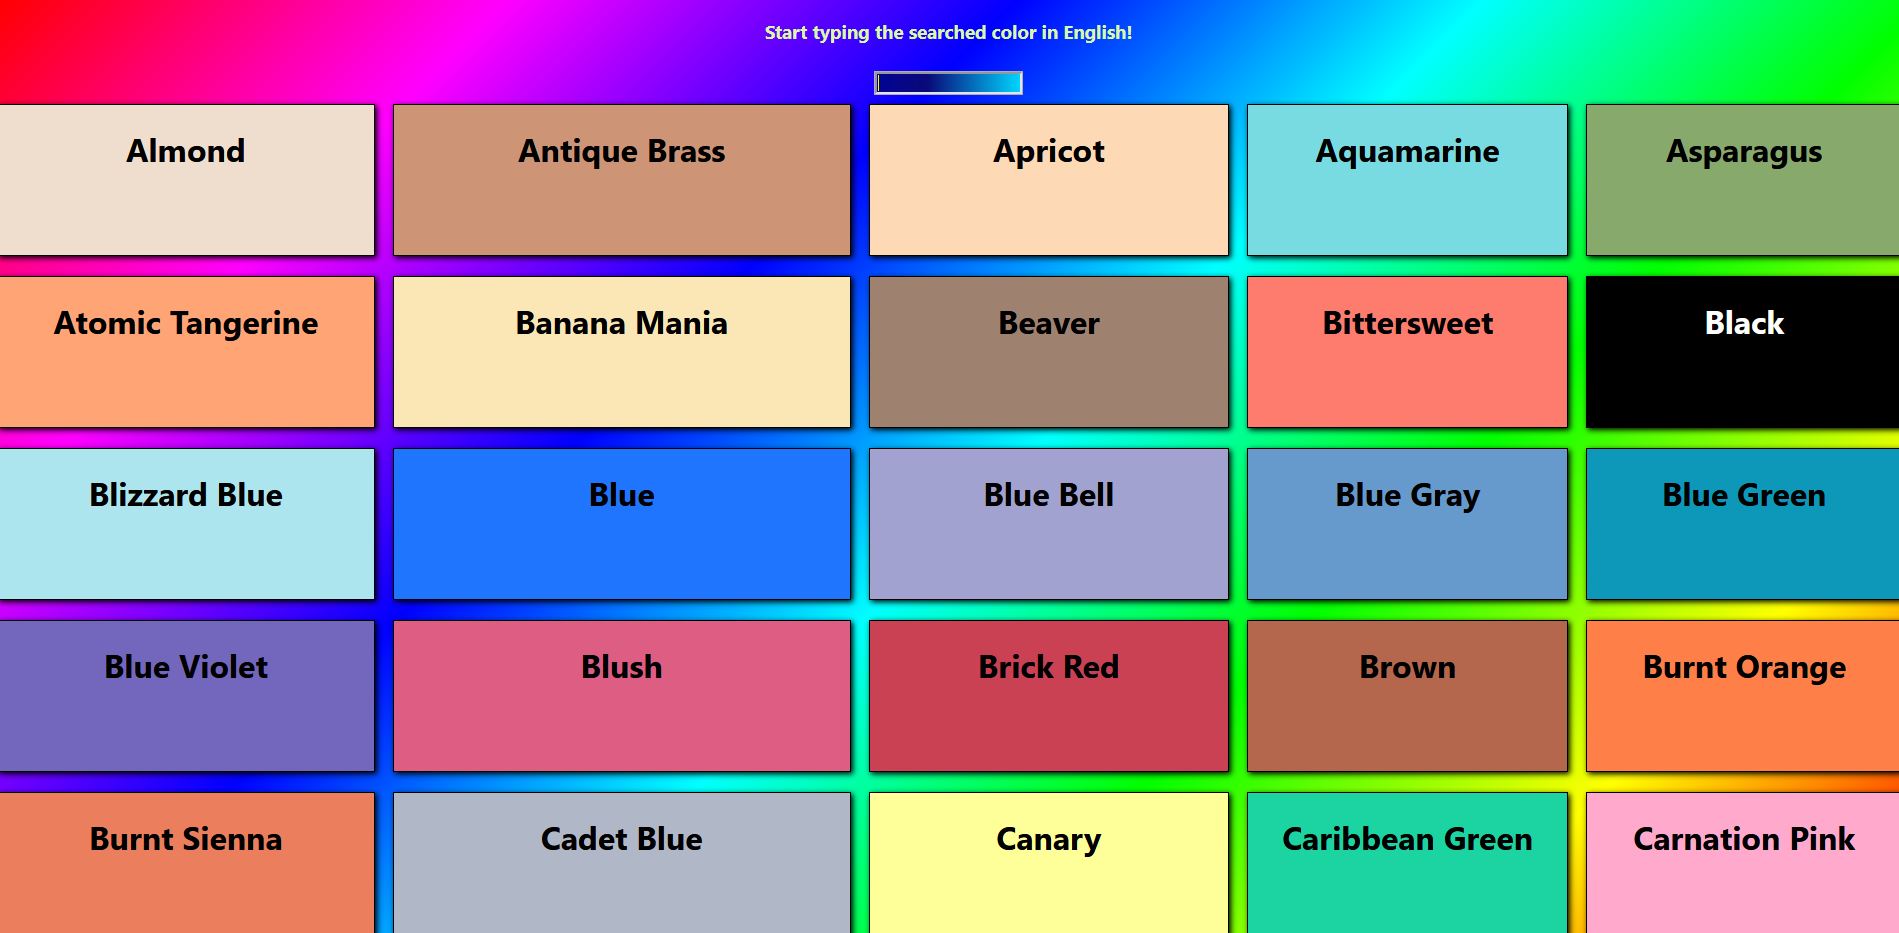 Start typing the searched color in English!
Almond
Antique Brass
Apricot
Aquamarine
Asparagus
Atomic Tangerine
Banana Mania
Beaver
Bittersweet
Black
Blizzard Blue
Blue
Blue Bell
Blue Gray
Blue Green
Blue Violet
Blush
Brick Red
Brown
Burnt Orange
Burnt Sienna
Cadet Blue
Canary
Caribbean Green
Carnation Pink